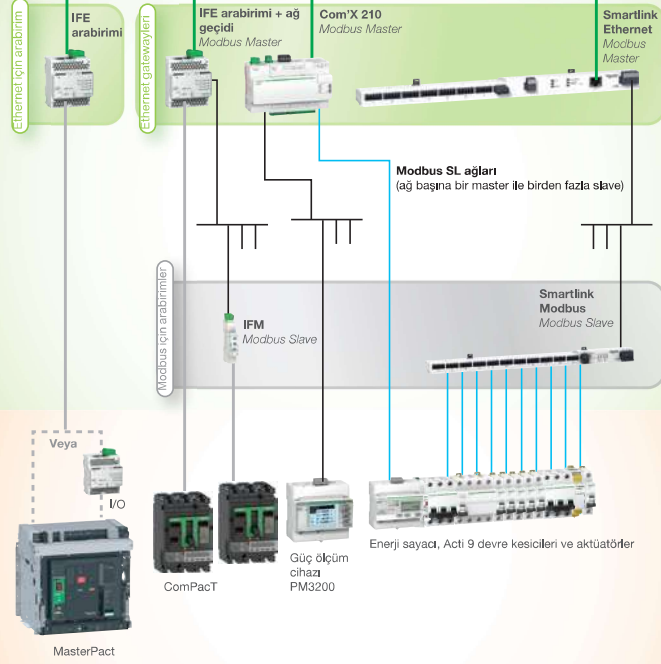 Ethernet için arabirim
IFE
arabirimi
Ethernet gatewayleri
IFE arabirimi + ağ
geçidi
Modbus Master
Com'X 210
Modbus Master
Smartlink
Ethernet
Modbus
Master
Modbus SL ağları
(ağ başına bir master ile birden fazla slave)
Modbus için arabirimler
IFM
Modbus Slave
Smartlink
Modbus
Modbus Slave
Veya
I/O
MasterPact
ComPacT
Güç ölçüm
cihazı
PM3200
Enerji sayacı, Acti 9 devre kesicileri ve aktüatörler